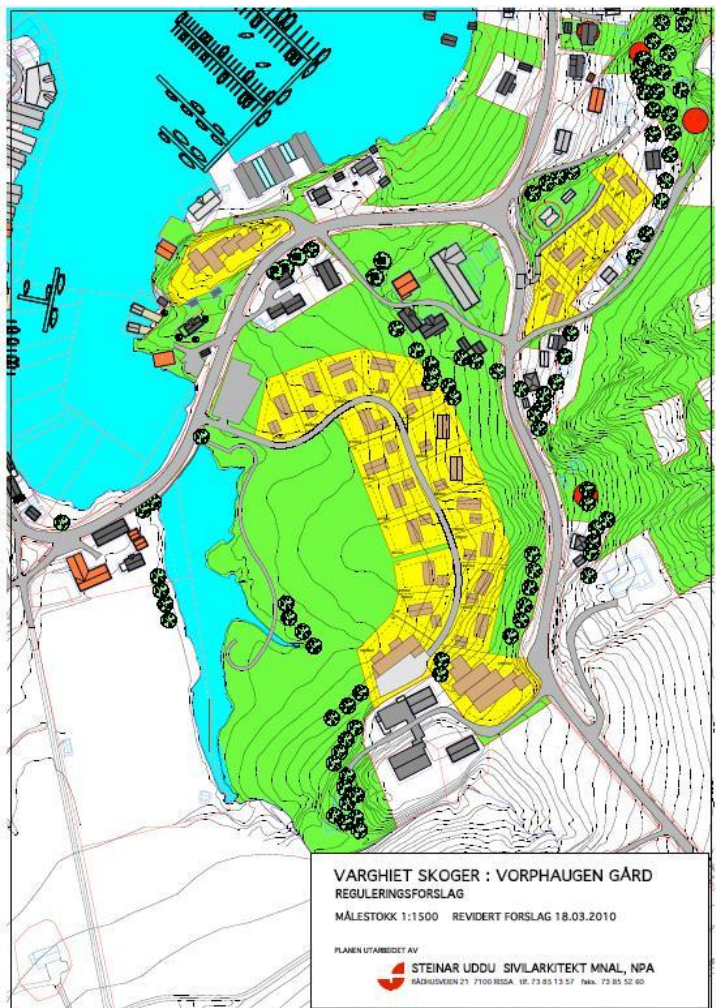 VARGHIET SKOGER : VORPHAUGEN GÅRD
REGULERINGSFORSLAG
MÅLESTOKK 1:1500 REVIDERT FORSLAG 18.03.2010
PLANEN UTARBEIDET AV
STEINAR UDDU SIVILARKITEKT MNAL, NPA
RÅDHUSVEIEN 21 7100 RISSA tlf. 73 85 13 57 faks. 73 85 52 60